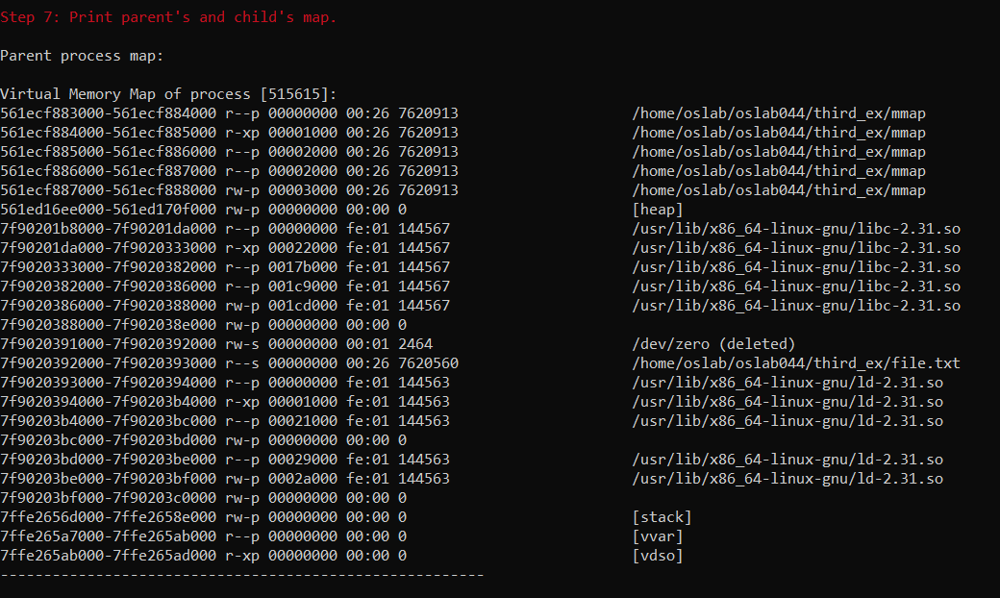 Step 7: Print parent's and child's map.
Parent process map:
Virtual Memory Map of process [515615]:
561ecf883000-561ecf884000 r--p 00000000 00:26 7620913 /home/oslab/oslab044/third_ex/mmap
561ecf884000-561ecf885000 r-xp 00001000 00:26 7620913 /home/oslab/oslab044/third_ex/mmap
561ecf885000-561ecf886000 r--p 00002000 00:26 7620913 /home/oslab/oslab044/third_ex/mmap
561ecf886000-561ecf887000 r--p 00002000 00:26 7620913 /home/oslab/oslab044/third_ex/mmap
561ecf887000-561ecf888000 rw-p 00003000 00:26 7620913 /home/oslab/oslab044/third_ex/mmap
561ed16ee000-561ed170f000 rw-p 00000000 00:00 0 [heap]
7f90201b8000-7f90201da000 r--p 00000000 fe:01 144567 /usr/lib/x86_64-linux-gnu/libc-2.31.so
7f90201da000-7f9020333000 r-xp 00022000 fe:01 144567 /usr/lib/x86_64-linux-gnu/libc-2.31.so
7f9020333000-7f9020382000 r--p 0017b000 fe:01 144567 /usr/lib/x86_64-linux-gnu/libc-2.31.so
7f9020382000-7f9020386000 r--p 001c9000 fe:01 144567 /usr/lib/x86_64-linux-gnu/libc-2.31.so
7f9020386000-7f9020388000 rw-p 001cd000 fe:01 144567 /usr/lib/x86_64-linux-gnu/libc-2.31.so
7f9020388000-7f902038e000 rw-p 00000000 00:00 0
7f9020391000-7f9020392000 rw-s 00000000 00:01 2464 /dev/zero (deleted)
7f9020392000-7f9020393000 r--s 00000000 00:26 7620560 /home/oslab/oslab044/third_ex/file.txt
7f9020393000-7f9020394000 r--p 00000000 fe:01 144563 /usr/lib/x86_64-linux-gnu/ld-2.31.so
7f9020394000-7f90203b4000 r-xp 00001000 fe:01 144563 /usr/lib/x86_64-linux-gnu/ld-2.31.so
7f90203b4000-7f90203bc000 r--p 00021000 fe:01 144563 /usr/lib/x86_64-linux-gnu/ld-2.31.so
7f90203bc000-7f90203bd000 rw-p 00000000 00:00 0
7f90203bd000-7f90203be000 r--p 00029000 fe:01 144563 /usr/lib/x86_64-linux-gnu/ld-2.31.so
7f90203be000-7f90203bf000 rw-p 0002a000 fe:01 144563 /usr/lib/x86_64-linux-gnu/ld-2.31.so
7f90203bf000-7f90203c0000 rw-p 00000000 00:00 0
7ffe2656d000-7ffe2658e000 rw-p 00000000 00:00 0 [stack]
7ffe265a7000-7ffe265ab000 r--p 00000000 00:00 0 [vvar]
7ffe265ab000-7ffe265ad000 r-xp 00000000 00:00 0 [vdso]
--------------------------------------------------------